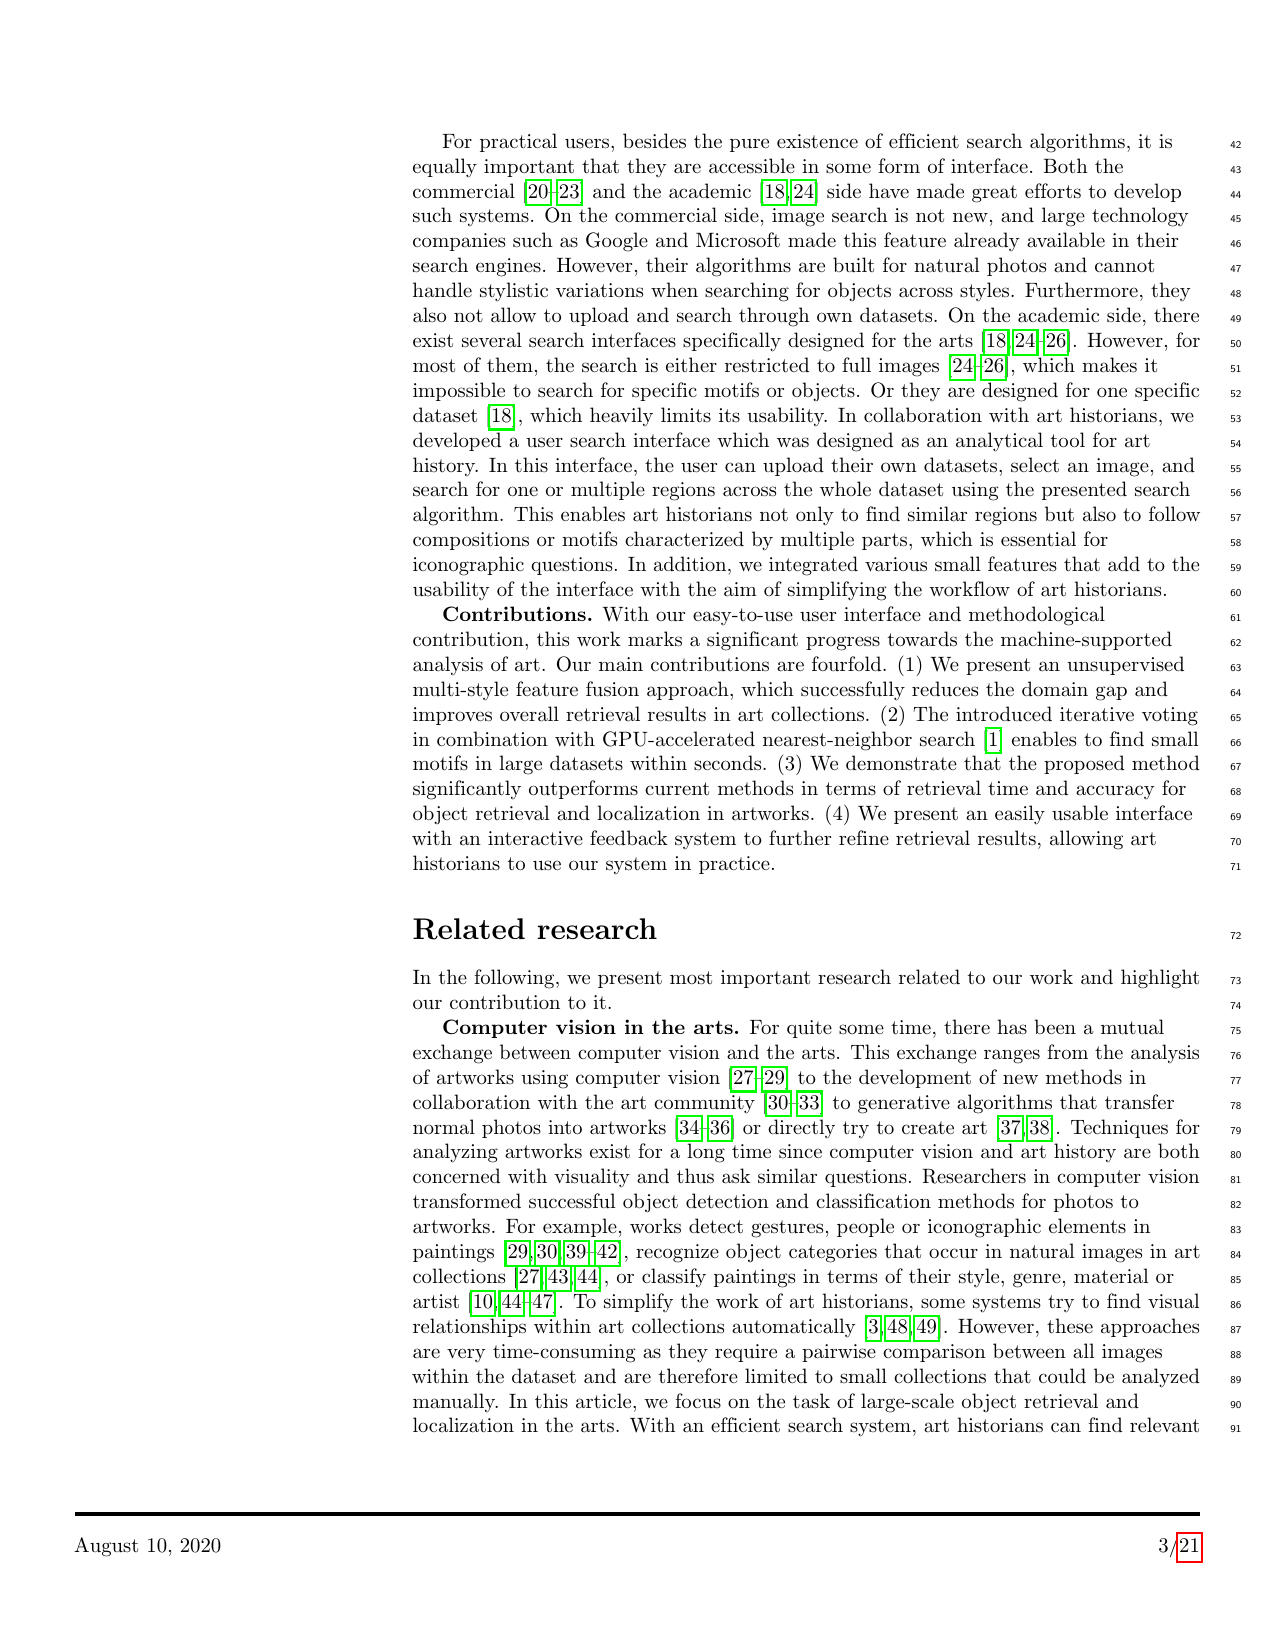 For practical users, besides the pure existence of efficient search algorithms, it is 42
equally important that they are accessible in some form of interface. Both the 43
commercial [20–23] and the academic [18,24] side have made great efforts to develop 44
such systems. On the commercial side, image search is not new, and large technology 45
companies such as Google and Microsoft made this feature already available in their 46
search engines. However, their algorithms are built for natural photos and cannot 47
handle stylistic variations when searching for objects across styles. Furthermore, they 48
also not allow to upload and search through own datasets. On the academic side, there 49
exist several search interfaces specifically designed for the arts [18,24–26]. However, for 50
most of them, the search is either restricted to full images [24–26], which makes it 51
impossible to search for specific motifs or objects. Or they are designed for one specific 52
dataset [18], which heavily limits its usability. In collaboration with art historians, we 53
developed a user search interface which was designed as an analytical tool for art 54
history. In this interface, the user can upload their own datasets, select an image, and 55
search for one or multiple regions across the whole dataset using the presented search 56
algorithm. This enables art historians not only to find similar regions but also to follow 57
compositions or motifs characterized by multiple parts, which is essential for 58
iconographic questions. In addition, we integrated various small features that add to the 59
usability of the interface with the aim of simplifying the workflow of art historians. 60
Contributions. With our easy-to-use user interface and methodological 61
contribution, this work marks a significant progress towards the machine-supported 62
analysis of art. Our main contributions are fourfold. (1) We present an unsupervised 63
multi-style feature fusion approach, which successfully reduces the domain gap and 64
improves overall retrieval results in art collections. (2) The introduced iterative voting 65
in combination with GPU-accelerated nearest-neighbor search [1] enables to find small 66
motifs in large datasets within seconds. (3) We demonstrate that the proposed method 67
significantly outperforms current methods in terms of retrieval time and accuracy for 68
object retrieval and localization in artworks. (4) We present an easily usable interface 69
with an interactive feedback system to further refine retrieval results, allowing art 70
historians to use our system in practice. 71
Related research 72
In the following, we present most important research related to our work and highlight 73
our contribution to it. 74
Computer vision in the arts. For quite some time, there has been a mutual 75
exchange between computer vision and the arts. This exchange ranges from the analysis 76
of artworks using computer vision [27–29] to the development of new methods in 77
collaboration with the art community [30–33] to generative algorithms that transfer 78
normal photos into artworks [34–36] or directly try to create art [37,38]. Techniques for 79
analyzing artworks exist for a long time since computer vision and art history are both 80
concerned with visuality and thus ask similar questions. Researchers in computer vision 81
transformed successful object detection and classification methods for photos to 82
artworks. For example, works detect gestures, people or iconographic elements in 83
paintings [29,30,39–42], recognize object categories that occur in natural images in art 84
collections [27,43,44], or classify paintings in terms of their style, genre, material or 85
artist [10,44–47]. To simplify the work of art historians, some systems try to find visual 86
relationships within art collections automatically [3,48,49]. However, these approaches 87
are very time-consuming as they require a pairwise comparison between all images 88
within the dataset and are therefore limited to small collections that could be analyzed 89
manually. In this article, we focus on the task of large-scale object retrieval and 90
localization in the arts. With an efficient search system, art historians can find relevant 91
August 10, 2020 3/21